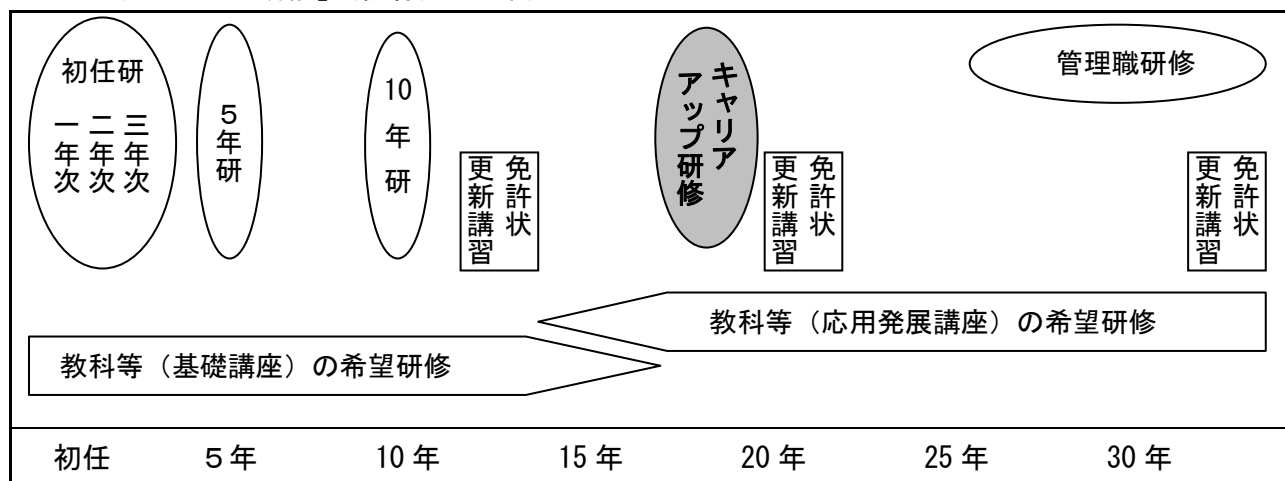 初任研
一年次
二年次
三年次
5年研
10年研
免許状
更新講習
キャリア
アップ研修
免許状
更新講習
管理職研修
免許状
更新講習
教科等（応用発展講座）の希望研修
教科等（基礎講座）の希望研修
初任 5年 10年 15年 20年 25年 30年